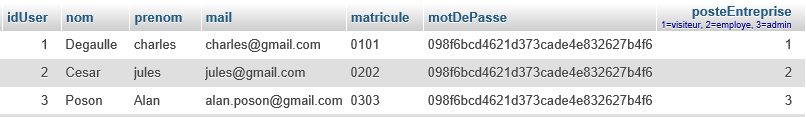 idUser nom prenom mail matricule motDePasse posteEntreprise
1=visiteur, 2=employe, 3=admin
1 Degaulle charles charles@gmail.com 0101 098f6bcd4621d373cade4e832627b4f6 1
2 Cesar jules jules@gmail.com 0202 098f6bcd4621d373cade4e832627b4f6 2
3 Poson Alan alan.poson@gmail.com 0303 098f6bcd4621d373cade4e832627b4f6 3